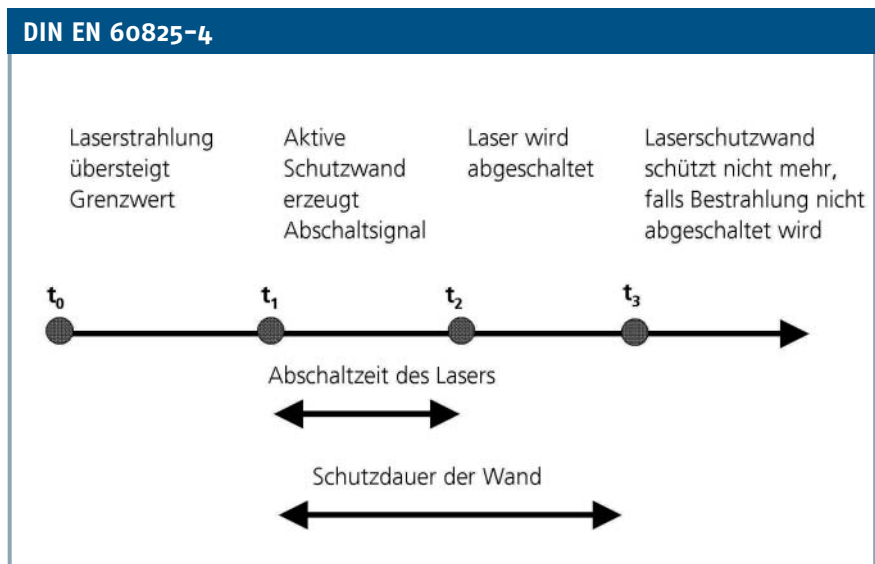 DIN EN 60825-4
Laserstrahlung
übersteigt
Grenzwert
Aktive
Schutzwand
erzeugt
Abschaltsignal
Laser wird
abgeschaltet
Laserschutzwand
schützt nicht mehr,
falls Bestrahlung nicht
abgeschaltet wird
t0
t1
t2
t3
Abschaltzeit des Lasers
Schutzdauer der Wand